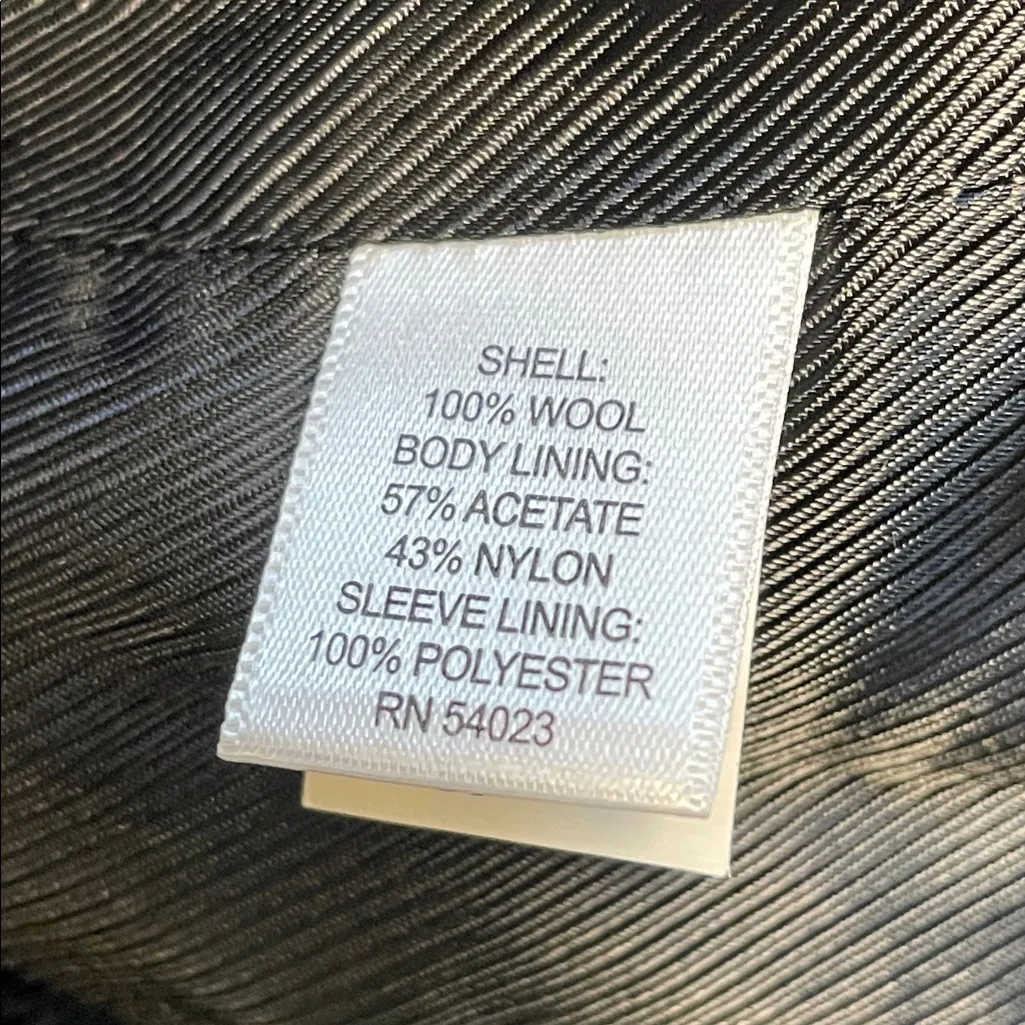 SHELL:
100% WOOL
BODY LINING:
57% ACETATE
43% NYLON
SLEEVE LINING:
100% POLYESTER
RN 54023